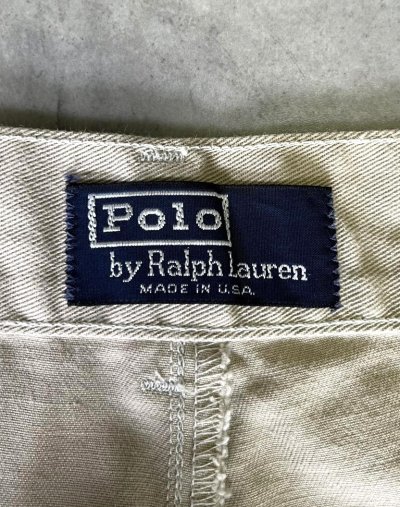 Polo
by Ralph Lauren
MADE IN U.S.A.